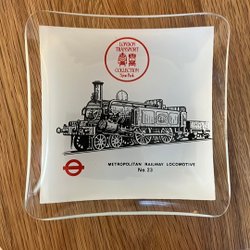 LONDON
TRANSPORT
COLLECTION
Syon Park
METROPOLITAN RAILWAY LOCOMOTIVE
No. 23